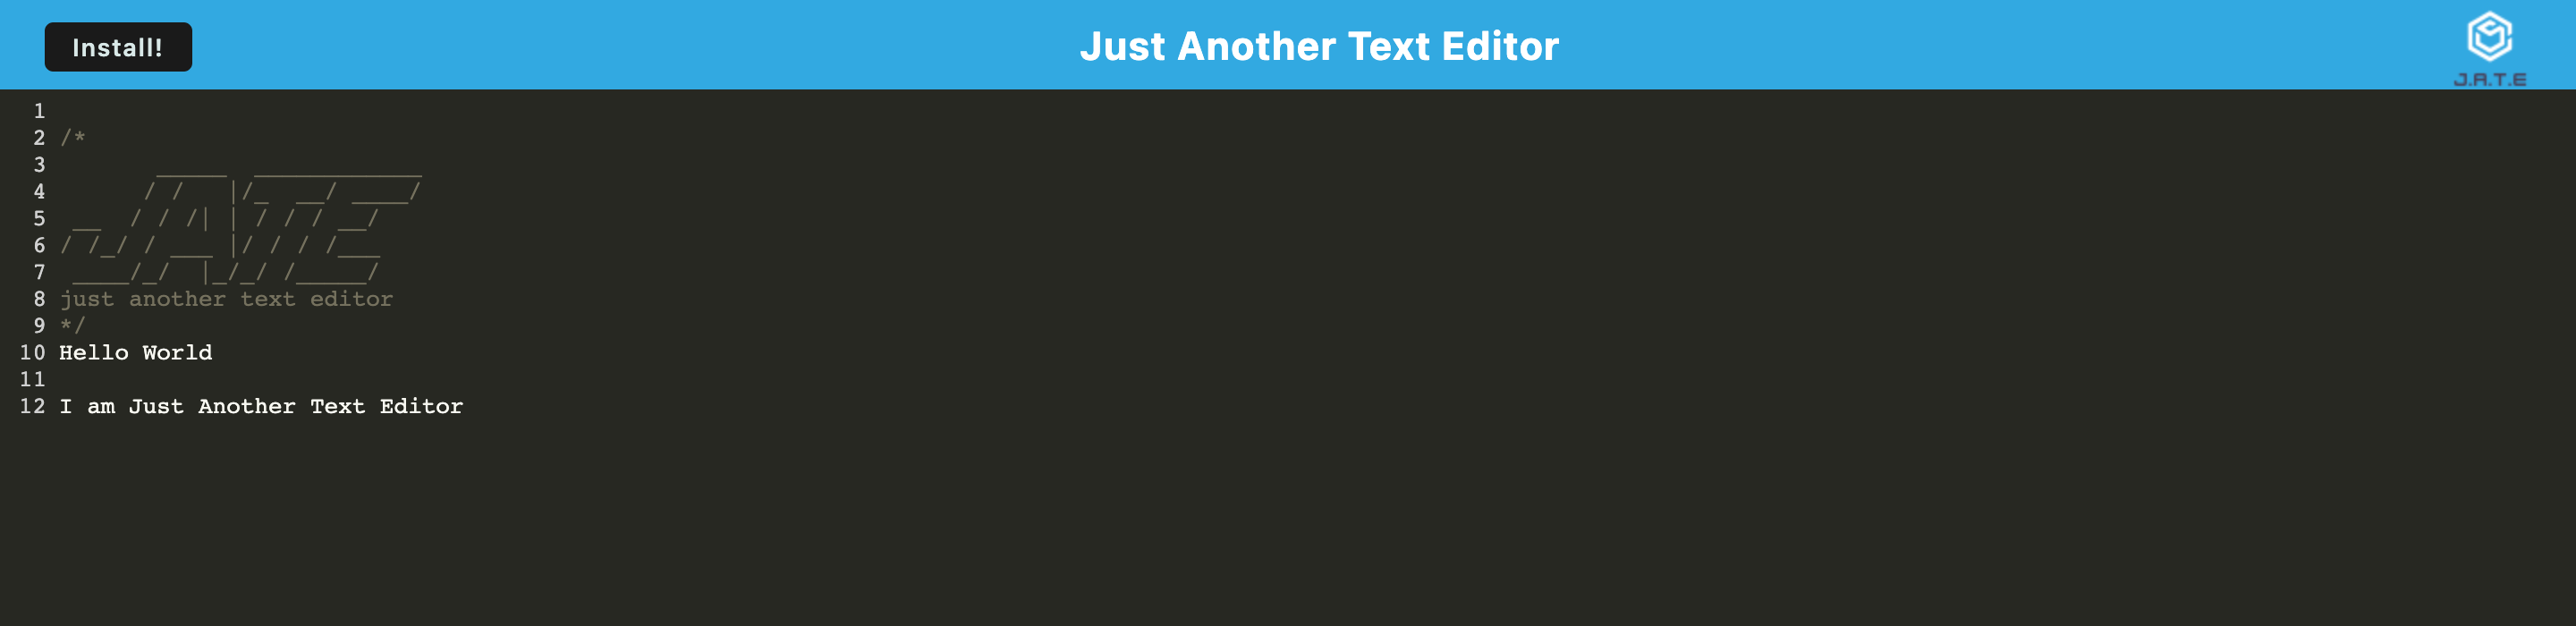 Install!
Just Another Text Editor
J.A.T.E
1
2 /*
3       _____  ____________
4      / /   |/_  __/ ____/
5 __  / / /| | / / / __/
6 / /_/ / ___ |/ / / /___
7 ____/_/  |_/_/ /_____/
8 just another text editor
9 */
10 Hello World
11
12 I am Just Another Text Editor